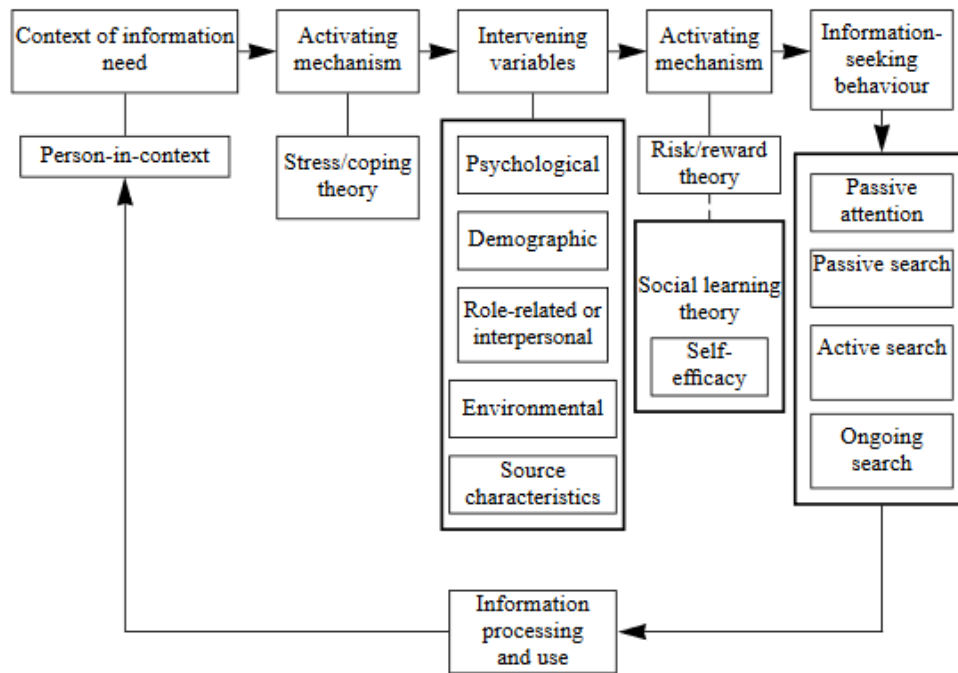 Context of information
need
Activating
mechanism
Intervening
variables
Activating
mechanism
Information-
seeking
behaviour
Person-in-context
Stress/coping
theory
Psychological
Demographic
Role-related or
interpersonal
Environmental
Source
characteristics
Risk/reward
theory
Social learning
theory
Self-
efficacy
Passive
attention
Passive search
Active search
Ongoing
search
Information
processing
and use